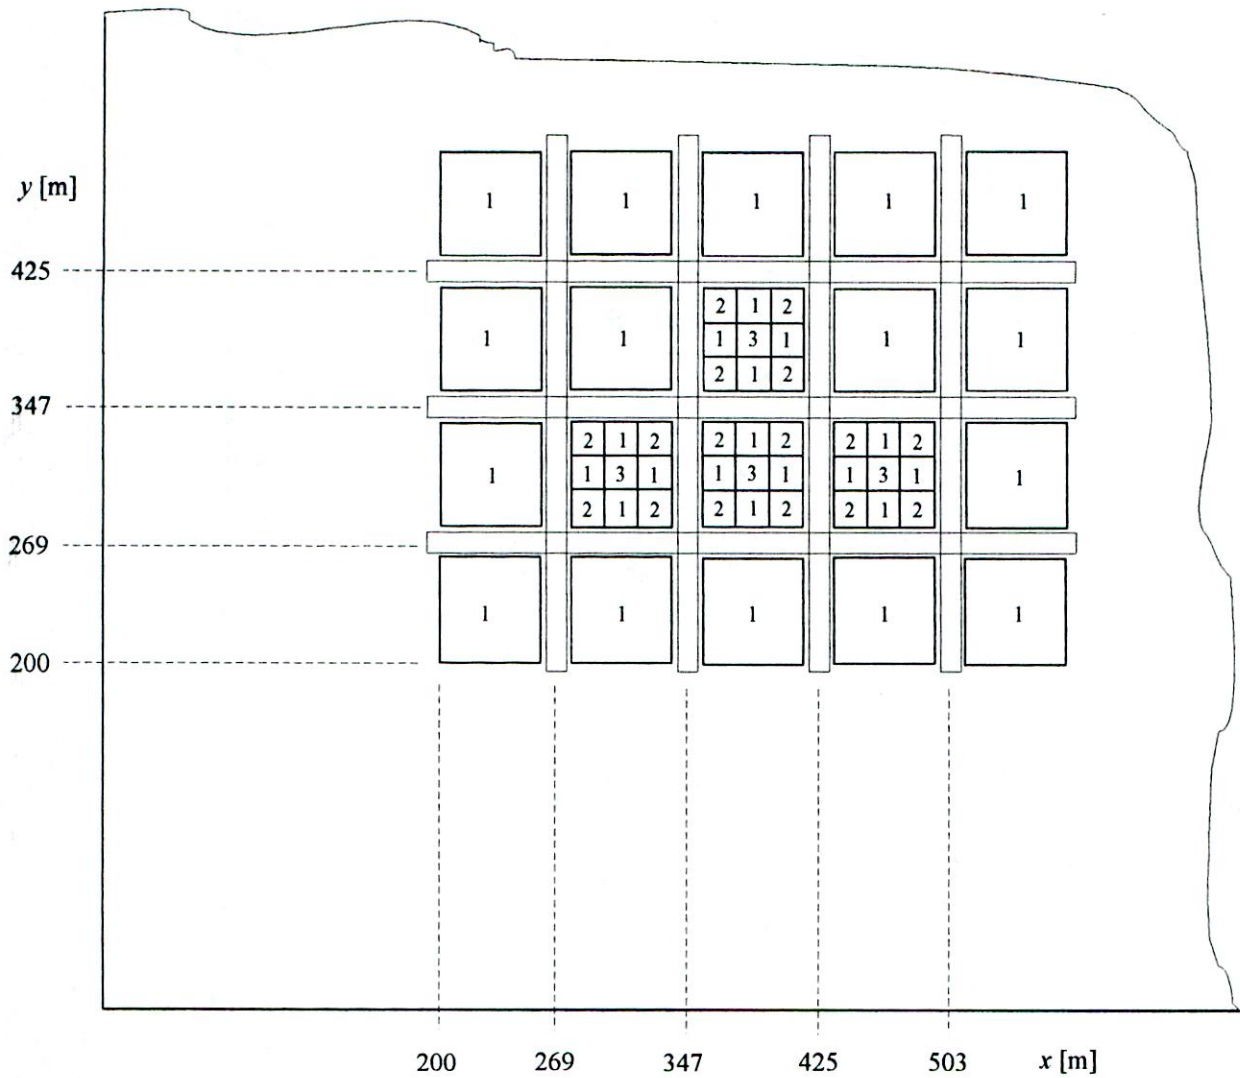 y [m]
1 1 1 1 1
425
2 1 2
1 1 1 3 1 1 1
2 1 2
347
2 1 2 2 1 2 2 1 2
1 1 3 1 1 3 1 1 3 1 1
2 1 2 2 1 2 2 1 2
269
1 1 1 1 1
200
200 269 347 425 503 x [m]